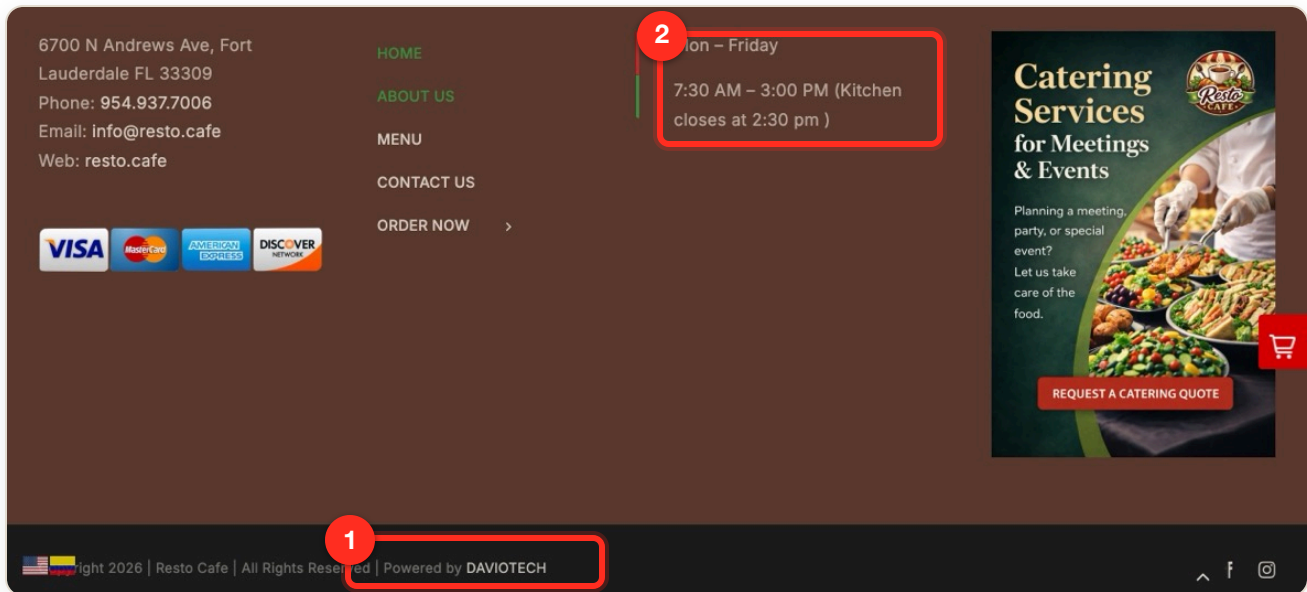 6700 N Andrews Ave, Fort
Lauderdale FL 33309
Phone: 954.937.7006
Email: info@resto.cafe
Web: resto.cafe
VISA
MasterCard
AMERICAN
EXPRESS
DISCOVER
NETWORK
HOME
ABOUT US
MENU
CONTACT US
ORDER NOW
2
on – Friday
7:30 AM – 3:00 PM (Kitchen
closes at 2:30 pm )
Catering
Services
for Meetings
& Events
Resto
CAFE
Planning a meeting,
party, or special
event?
Let us take
care of the
food.
REQUEST A CATERING QUOTE
1
right 2026 | Resto Cafe | All Rights Reserved | Powered by DAVIOTECH